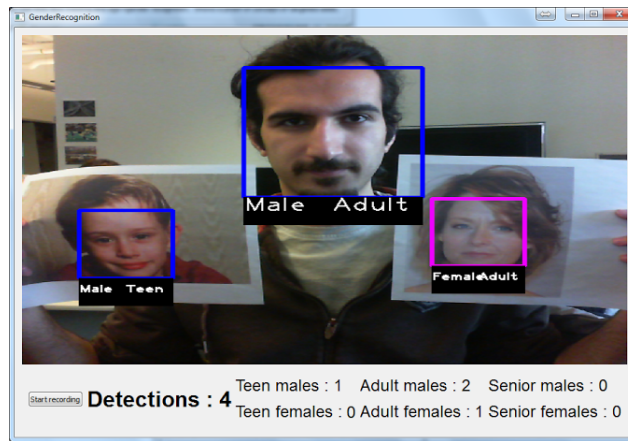 GenderRecognition
Male Adult
Male Teen
FemaleAdult
Start recording
Detections : 4
Teen males : 1 Adult males : 2 Senior males : 0
Teen females : 0 Adult females : 1 Senior females : 0